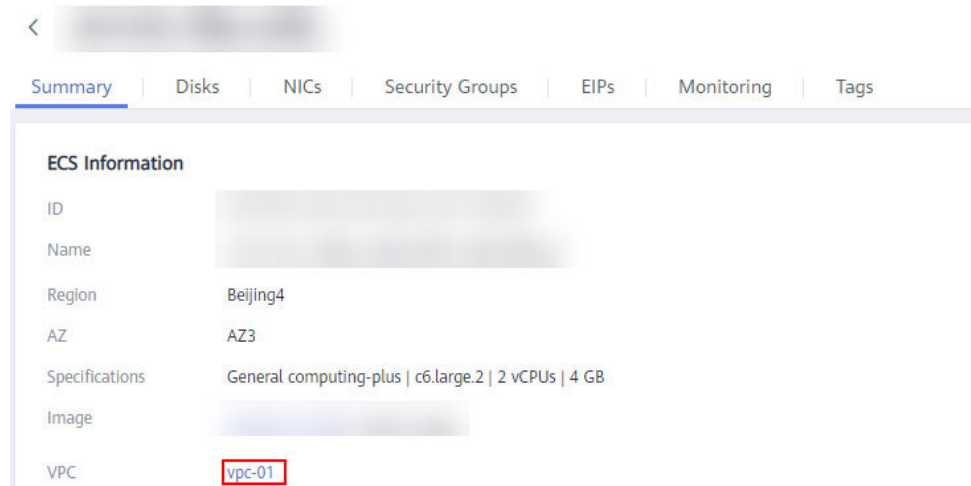 Summary Disks NICs Security Groups EIPs Monitoring Tags
ECS Information
ID
Name
Region Beijing4
AZ AZ3
Specifications General computing-plus | c6.large.2 | 2 vCPUs | 4 GB
Image
VPC vpc-01